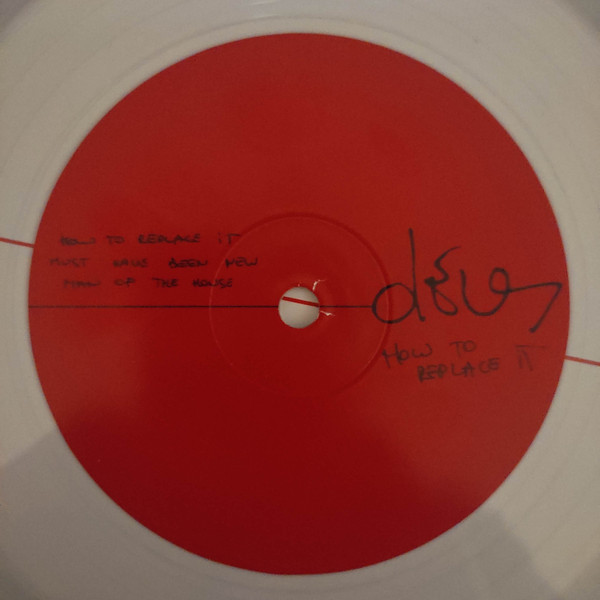 HOW TO REPLACE IT
MUST HAVE BEEN NEW
MAN OF THE HOUSE
dEUS
HOW TO
REPLACE IT